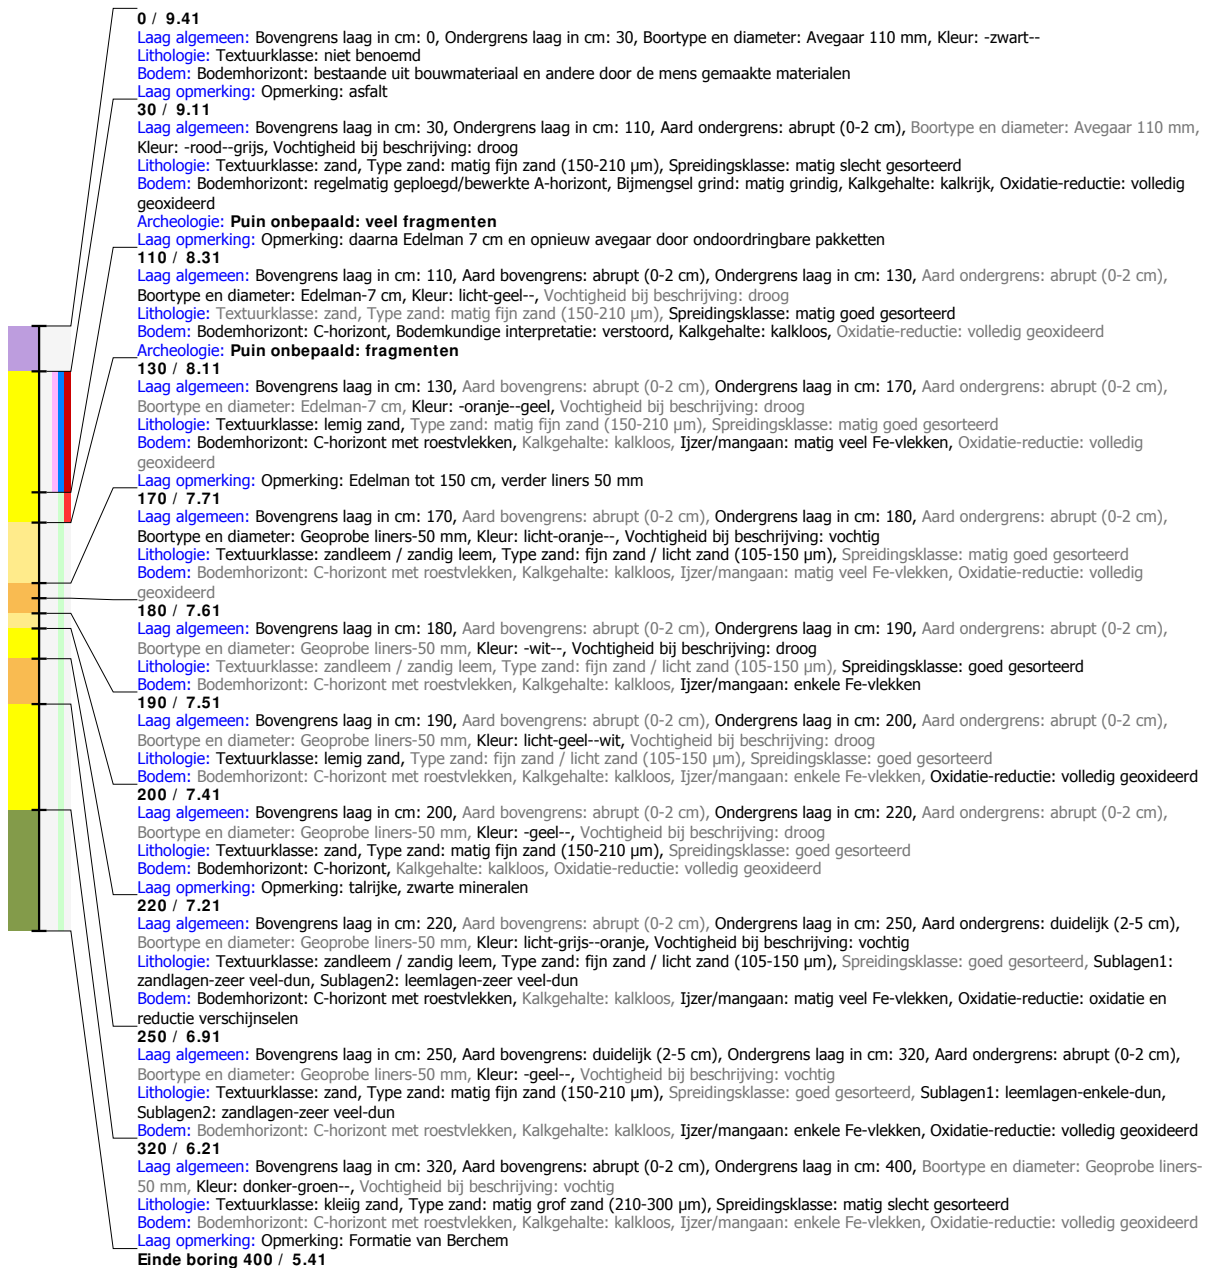 0 / 9.41
Laag algemeen: Bovengrens laag in cm: 0, Ondergrens laag in cm: 30, Boortype en diameter: Avegaar 110 mm, Kleur: -zwart--
Lithologie: Textuurklasse: niet benoemd
Bodem: Bodemhorizont: bestaande uit bouwmateriaal en andere door de mens gemaakte materialen
Laag opmerking: Opmerking: asfalt
30 / 9.11
Laag algemeen: Bovengrens laag in cm: 30, Ondergrens laag in cm: 110, Aard ondergrens: abrupt (0-2 cm), Boortype en diameter: Avegaar 110 mm,
Kleur: -rood--grijs, Vochtigheid bij beschrijving: droog
Lithologie: Textuurklasse: zand, Type zand: matig fijn zand (150-210 µm), Spreidingsklasse: matig slecht gesorteerd
Bodem: Bodemhorizont: regelmatig geploegd/bewerkte A-horizont, Bijmengsel grind: matig grindig, Kalkgehalte: kalkrijk, Oxidatie-reductie: volledig
geoxideerd
Archeologie: Puin onbepaald: veel fragmenten
Laag opmerking: Opmerking: daarna Edelman 7 cm en opnieuw avegaar door ondoordringbare pakketten
110 / 8.31
Laag algemeen: Bovengrens laag in cm: 110, Aard bovengrens: abrupt (0-2 cm), Ondergrens laag in cm: 130, Aard ondergrens: abrupt (0-2 cm),
Boortype en diameter: Edelman-7 cm, Kleur: licht-geel--, Vochtigheid bij beschrijving: droog
Lithologie: Textuurklasse: zand, Type zand: matig fijn zand (150-210 µm), Spreidingsklasse: matig goed gesorteerd
Bodem: Bodemhorizont: C-horizont, Bodemkundige interpretatie: verstoord, Kalkgehalte: kalkloos, Oxidatie-reductie: volledig geoxideerd
Archeologie: Puin onbepaald: fragmenten
130 / 8.11
Laag algemeen: Bovengrens laag in cm: 130, Aard bovengrens: abrupt (0-2 cm), Ondergrens laag in cm: 170, Aard ondergrens: abrupt (0-2 cm),
Boortype en diameter: Edelman-7 cm, Kleur: -oranje--geel, Vochtigheid bij beschrijving: droog
Lithologie: Textuurklasse: lemig zand, Type zand: matig fijn zand (150-210 µm), Spreidingsklasse: matig goed gesorteerd
Bodem: Bodemhorizont: C-horizont met roestvlekken, Kalkgehalte: kalkloos, Ijzer/mangaan: matig veel Fe-vlekken, Oxidatie-reductie: volledig
geoxideerd
Laag opmerking: Opmerking: Edelman tot 150 cm, verder liners 50 mm
170 / 7.71
Laag algemeen: Bovengrens laag in cm: 170, Aard bovengrens: abrupt (0-2 cm), Ondergrens laag in cm: 180, Aard ondergrens: abrupt (0-2 cm),
Boortype en diameter: Geoprobe liners-50 mm, Kleur: licht-oranje--, Vochtigheid bij beschrijving: vochtig
Lithologie: Textuurklasse: zandleem / zandig leem, Type zand: fijn zand / licht zand (105-150 µm), Spreidingsklasse: matig goed gesorteerd
Bodem: Bodemhorizont: C-horizont met roestvlekken, Kalkgehalte: kalkloos, Ijzer/mangaan: matig veel Fe-vlekken, Oxidatie-reductie: volledig
geoxideerd
180 / 7.61
Laag algemeen: Bovengrens laag in cm: 180, Aard bovengrens: abrupt (0-2 cm), Ondergrens laag in cm: 190, Aard ondergrens: abrupt (0-2 cm),
Boortype en diameter: Geoprobe liners-50 mm, Kleur: -wit--, Vochtigheid bij beschrijving: droog
Lithologie: Textuurklasse: zandleem / zandig leem, Type zand: fijn zand / licht zand (105-150 µm), Spreidingsklasse: goed gesorteerd
Bodem: Bodemhorizont: C-horizont met roestvlekken, Kalkgehalte: kalkloos, Ijzer/mangaan: enkele Fe-vlekken
190 / 7.51
Laag algemeen: Bovengrens laag in cm: 190, Aard bovengrens: abrupt (0-2 cm), Ondergrens laag in cm: 200, Aard ondergrens: abrupt (0-2 cm),
Boortype en diameter: Geoprobe liners-50 mm, Kleur: licht-geel--wit, Vochtigheid bij beschrijving: droog
Lithologie: Textuurklasse: lemig zand, Type zand: fijn zand / licht zand (105-150 µm), Spreidingsklasse: goed gesorteerd
Bodem: Bodemhorizont: C-horizont met roestvlekken, Kalkgehalte: kalkloos, Ijzer/mangaan: enkele Fe-vlekken, Oxidatie-reductie: volledig geoxideerd
200 / 7.41
Laag algemeen: Bovengrens laag in cm: 200, Aard bovengrens: abrupt (0-2 cm), Ondergrens laag in cm: 220, Aard ondergrens: abrupt (0-2 cm),
Boortype en diameter: Geoprobe liners-50 mm, Kleur: -geel--, Vochtigheid bij beschrijving: droog
Lithologie: Textuurklasse: zand, Type zand: matig fijn zand (150-210 µm), Spreidingsklasse: goed gesorteerd
Bodem: Bodemhorizont: C-horizont, Kalkgehalte: kalkloos, Oxidatie-reductie: volledig geoxideerd
Laag opmerking: Opmerking: talrijke, zwarte mineralen
220 / 7.21
Laag algemeen: Bovengrens laag in cm: 220, Aard bovengrens: abrupt (0-2 cm), Ondergrens laag in cm: 250, Aard ondergrens: duidelijk (2-5 cm),
Boortype en diameter: Geoprobe liners-50 mm, Kleur: licht-grijs--oranje, Vochtigheid bij beschrijving: vochtig
Lithologie: Textuurklasse: zandleem / zandig leem, Type zand: fijn zand / licht zand (105-150 µm), Spreidingsklasse: goed gesorteerd, Sublagen1:
zandlagen-zeer veel-dun, Sublagen2: leemlagen-zeer veel-dun
Bodem: Bodemhorizont: C-horizont met roestvlekken, Kalkgehalte: kalkloos, Ijzer/mangaan: matig veel Fe-vlekken, Oxidatie-reductie: oxidatie en
reductie verschijnselen
250 / 6.91
Laag algemeen: Bovengrens laag in cm: 250, Aard bovengrens: duidelijk (2-5 cm), Ondergrens laag in cm: 320, Aard ondergrens: abrupt (0-2 cm),
Boortype en diameter: Geoprobe liners-50 mm, Kleur: -geel--, Vochtigheid bij beschrijving: vochtig
Lithologie: Textuurklasse: zand, Type zand: matig fijn zand (150-210 µm), Spreidingsklasse: goed gesorteerd, Sublagen1: leemlagen-enkele-dun,
Sublagen2: zandlagen-zeer veel-dun
Bodem: Bodemhorizont: C-horizont met roestvlekken, Kalkgehalte: kalkloos, Ijzer/mangaan: enkele Fe-vlekken, Oxidatie-reductie: volledig geoxideerd
320 / 6.21
Laag algemeen: Bovengrens laag in cm: 320, Aard bovengrens: abrupt (0-2 cm), Ondergrens laag in cm: 400, Boortype en diameter: Geoprobe liners-
50 mm, Kleur: donker-groen--, Vochtigheid bij beschrijving: vochtig
Lithologie: Textuurklasse: kleiig zand, Type zand: matig grof zand (210-300 µm), Spreidingsklasse: matig slecht gesorteerd
Bodem: Bodemhorizont: C-horizont met roestvlekken, Kalkgehalte: kalkloos, Ijzer/mangaan: enkele Fe-vlekken, Oxidatie-reductie: volledig geoxideerd
Laag opmerking: Opmerking: Formatie van Berchem
Einde boring 400 / 5.41